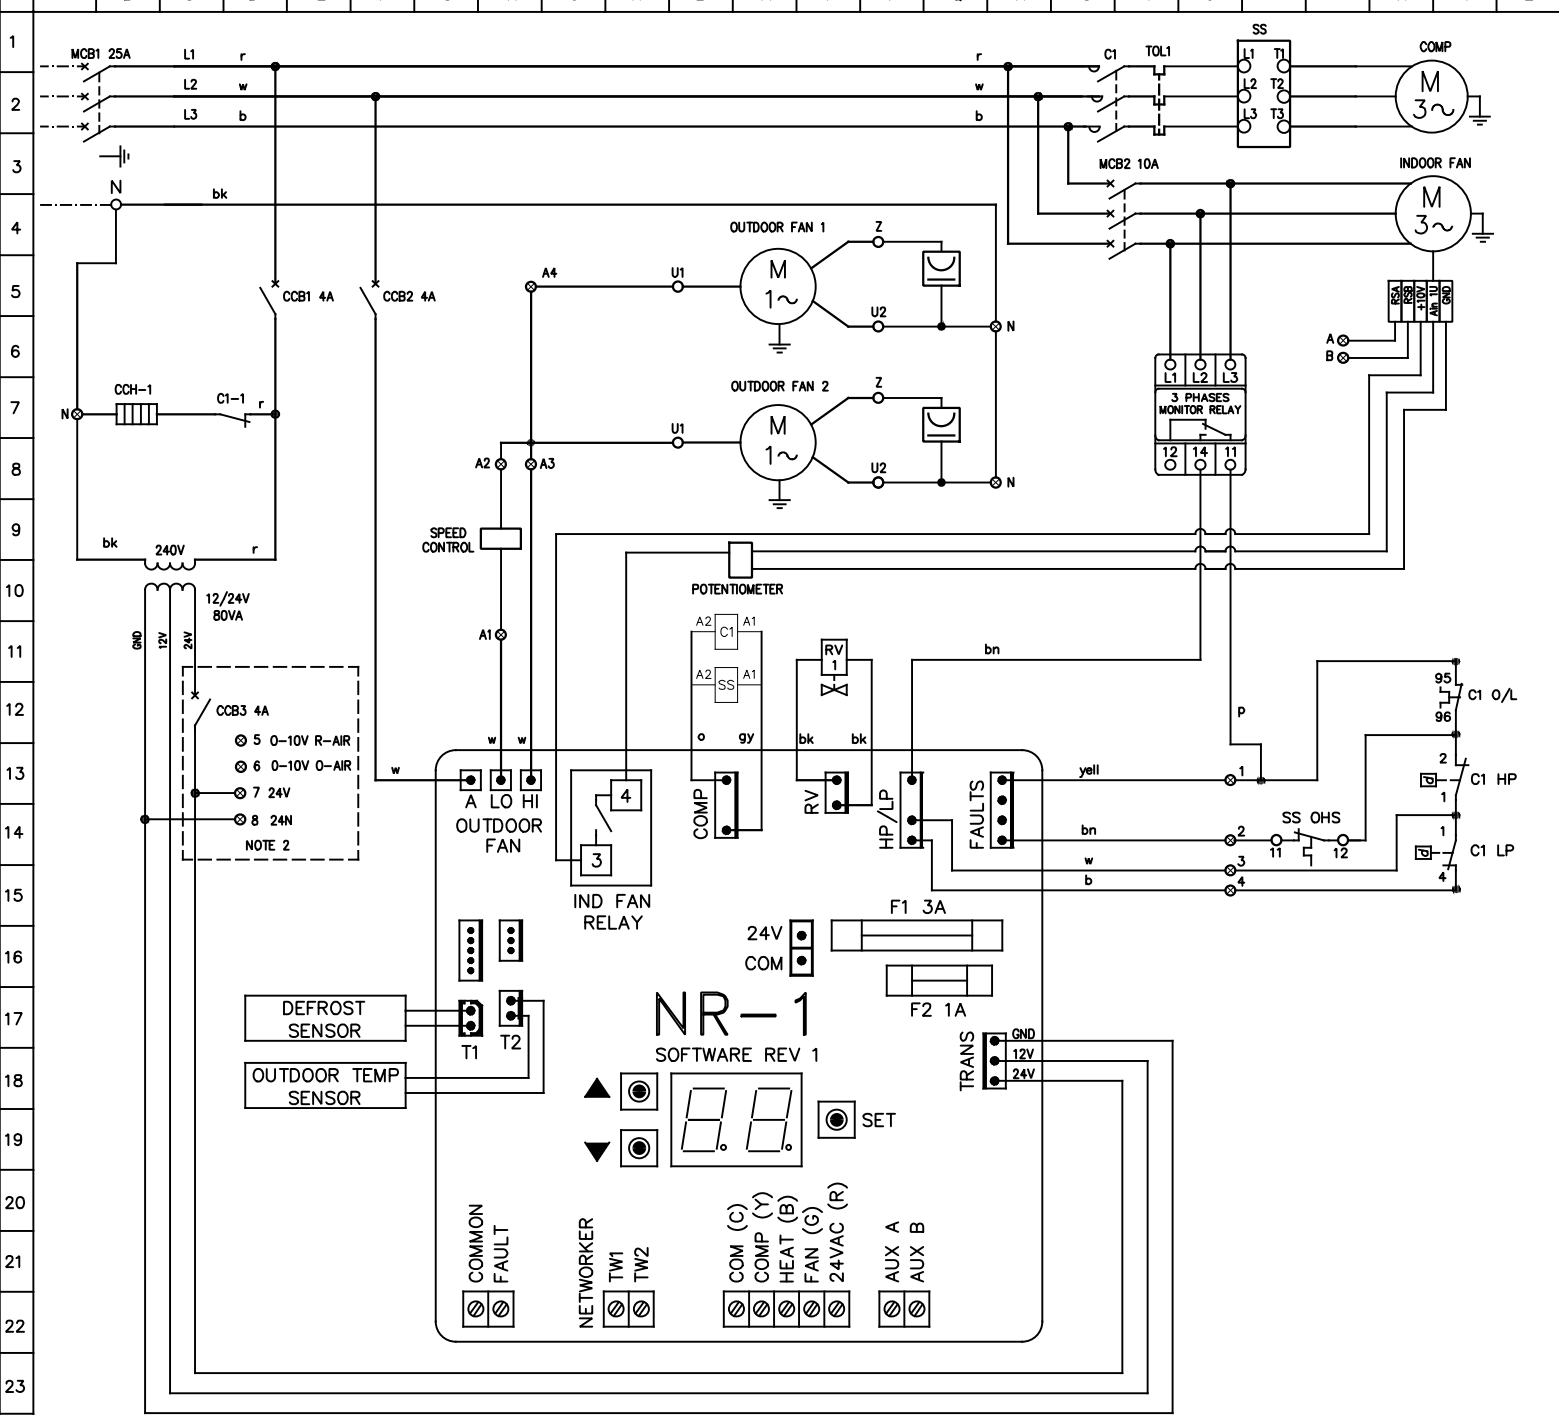 1
MCB1 25A
L1
r
r
C1
TOL1
SS
L1
T1
COMP
2
L2
w
w
L2
T2
M
3~
L3
b
b
L3
T3
3
MCB2 10A
INDOOR FAN
N
bk
M
3~
4
OUTDOOR FAN 1
Z
5
A4
U1
M
1~
CCB1 4A
CCB2 4A
U2
N
RSA
RSB
+10V
Ain 1U
GND
6
A
B
L1
L2
L3
7
CCH-1
C1-1
r
N
OUTDOOR FAN 2
Z
3 PHASES
MONITOR RELAY
U1
M
1~
8
A2
A3
U2
N
12
14
11
9
SPEED
CONTROL
bk
240V
r
10
12/24V
80VA
POTENTIOMETER
GND
12V
24V
A2
C1
A1
11
A1
RV
1
bn
A2
SS
A1
12
CCB3 4A
95
C1 O/L
96
p
5 0-10V R-AIR
w
w
o
gy
bk
bk
13
6 0-10V O-AIR
w
yell
1
2
C1 HP
1
7 24V
A
LO
HI
4
COMP
RV
HP/LP
FAULTS
14
8 24N
OUTDOOR
FAN
bn
2
SS OHS
11
12
1
C1 LP
4
NOTE 2
3
w
3
b
4
15
IND FAN
RELAY
F1 3A
16
24V
COM
F2 1A
17
DEFROST
SENSOR
T1
T2
NR-1
SOFTWARE REV 1
TRANS
GND
12V
24V
18
OUTDOOR TEMP
SENSOR
19
SET
20
21
COMMON
FAULT
NETWORKER
TW1
TW2
COM (C)
COMP (Y)
HEAT (B)
FAN (G)
24VAC (R)
AUX A
AUX B
22
23